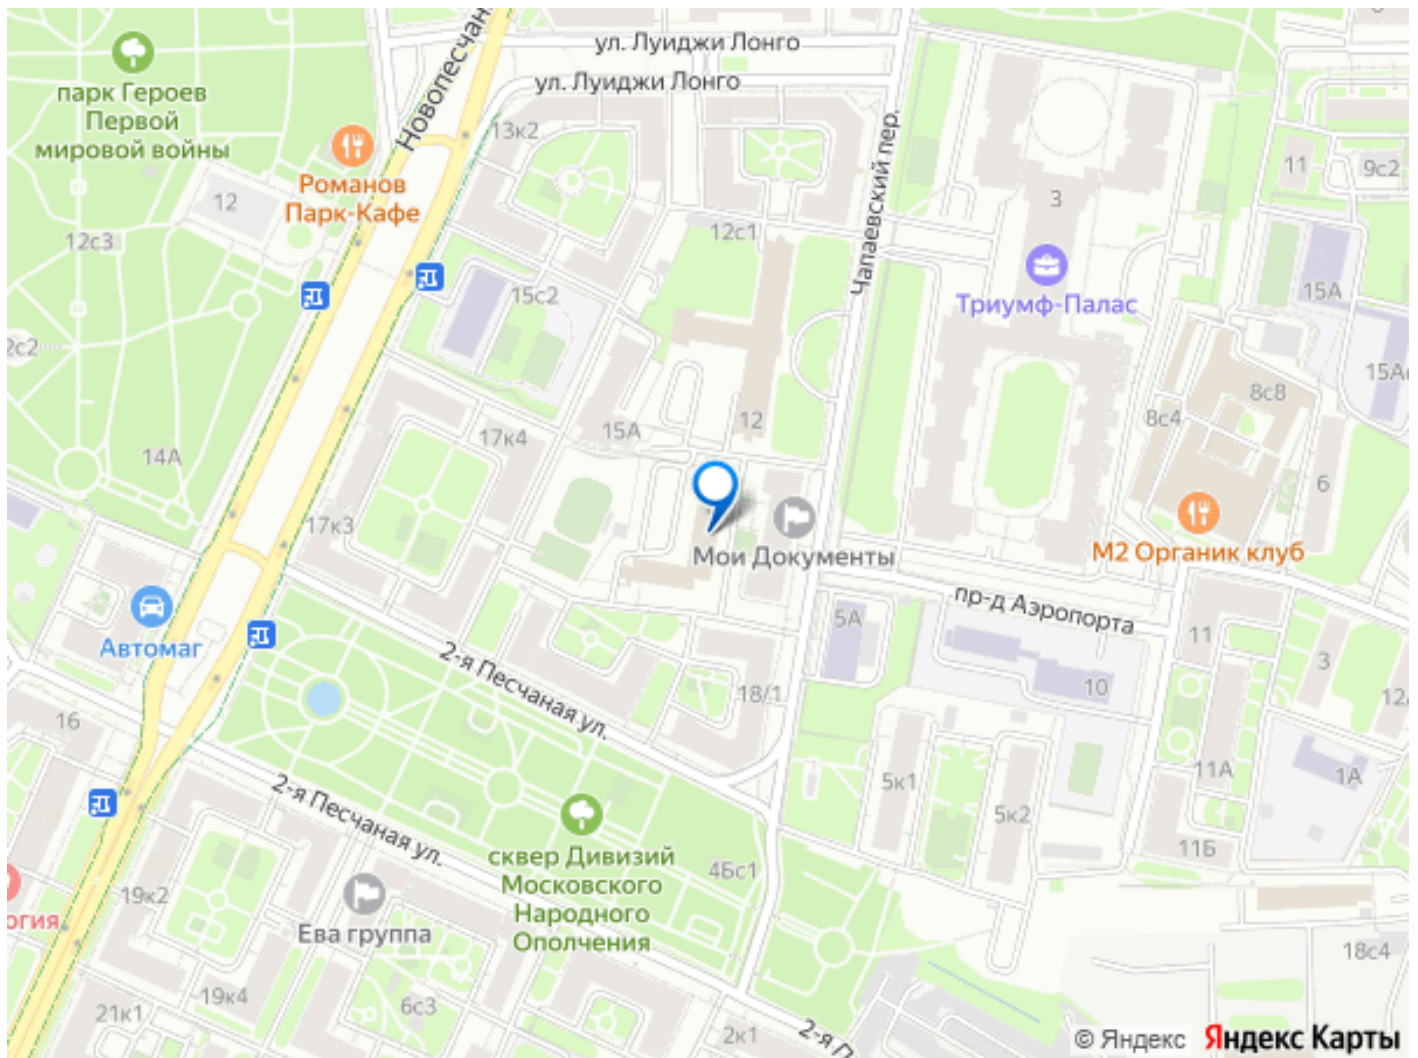 ул. Луиджи Лонго
ул. Луиджи Лонго
парк Героев
Первой
мировой войны
Новопесчан
13к2
Чапаевский пер.
Романов
Парк-Кафе
12
12с3
12с1
3
11
9с2
15с2
Триумф-Палас
15А
2с2
15А
8с8
8с4
12
15А
17к4
14А
6
17к3
Мои Документы
М2 Органик клуб
пр-д Аэропорта
Автомаг
5А
11
3
2-я Песчаная ул.
10
18/1
16
12
11А
1А
5к1
5к2
2-я Песчаная ул.
11Б
сквер Дивизий
Московского
Народного
Ополчения
4Бс1
19к2
огия
Ева группа
18с4
19к4
6с3
21к1
2к1
2-я П
© Яндекс Яндекс Карты